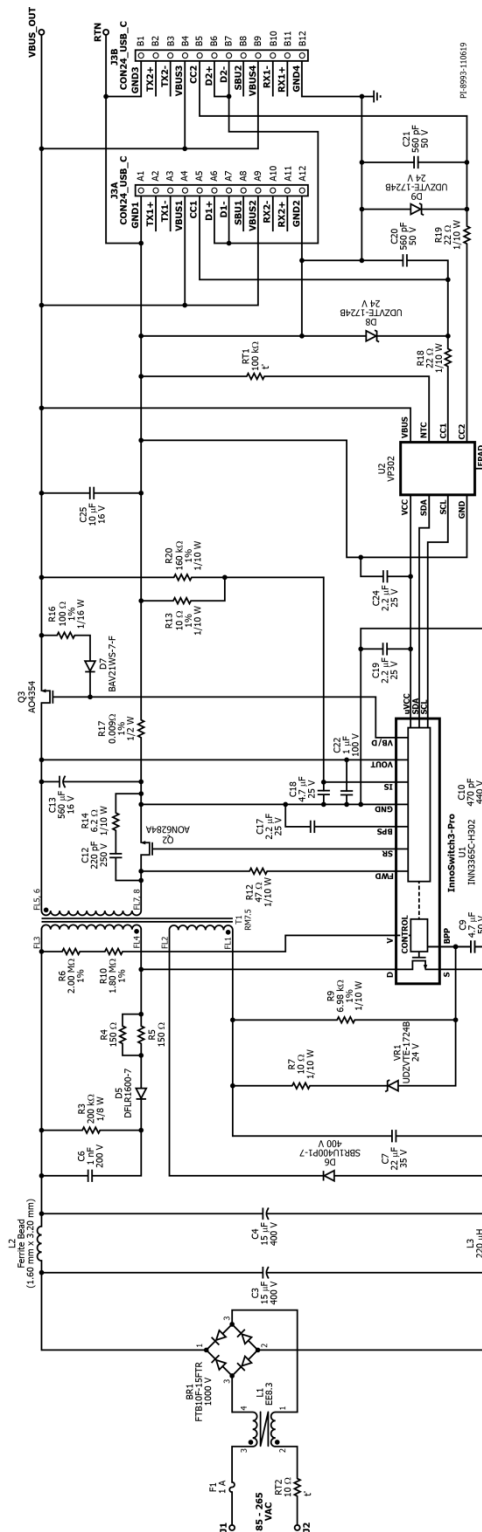 VBUS_OUT
RTN
J3B
CON24_USB_C
GND3 B1
TX2+ B2
TX2- B3
VBUS3 B4
CC2 B5
D2+ B6
D2- B7
SBU2 B8
VBUS4 B9
RX1- B10
RX1+ B11
GND4 B12
J3A
CON24_USB_C
GND1 A1
TX1+ A2
TX1- A3
VBUS1 A4
CC1 A5
D1+ A6
D1- A7
SBU1 A8
VBUS2 A9
RX2- A10
RX2+ A11
GND2 A12
PI-8993-110619
C21
560 pF
50 V
D9
UDZVTE-1724B
24 V
C20
560 pF
50 V
R19
22 Ω
1/10 W
D8
UDZVTE-1724B
24 V
R18
22 Ω
1/10 W
RT1
100 kΩ
t°
U2
VP302
VBUS
NTC
CC1
CC2
VCC
SDA
SCL
GND
EPAD
C25
10 µF
16 V
R20
160 kΩ
1%
1/10 W
R13
10 Ω
1%
1/10 W
C24
2.2 µF
25 V
C19
2.2 µF
25 V
R16
100 Ω
1%
1/16 W
D7
BAV21WS-7-F
Q3
AO4354
R17
0.009Ω
1%
1/2 W
C22
1 µF
100 V
C18
4.7 µF
25 V
C17
2.2 µF
25 V
C13
560 µF
16 V
R14
6.2 Ω
1/10 W
C12
220 pF
250 V
Q2
AON6284A
R12
47 Ω
1/10 W
uVCC
SDA
SCL
VB/D
VOUT
IS
GND
BPS
SR
FWD
InnoSwitch3-Pro
U1
INN3365C-H302
C10
470 pF
440 V
CONTROL
D
V
S
BPP
C9
4.7 µF
50 V
FL5, 6
FL7, 8
T1
RM7.5
FL3
FL4
FL2
FL1
R6
2.00 MΩ
1%
R10
1.80 MΩ
1%
R4
150 Ω
R5
150 Ω
D5
DFLR1600-7
R3
200 kΩ
1/8 W
C6
1 nF
200 V
R9
6.98 kΩ
1%
1/10 W
R7
10 Ω
1/10 W
VR1
UDZVTE-1724B
24 V
C7
22 µF
35 V
D6
SBR1U400P1-7
400 V
L2
Ferrite Bead
(1.60 mm x 3.20 mm)
C4
15 µF
400 V
C3
15 µF
400 V
L3
220 µH
BR1
FTB10F-15FTR
1000 V
1
2
3
3
L1
EE8.3
4
1
3
2
F1
1 A
RT2
10 Ω
t°
J1
85 - 265
VAC
J2